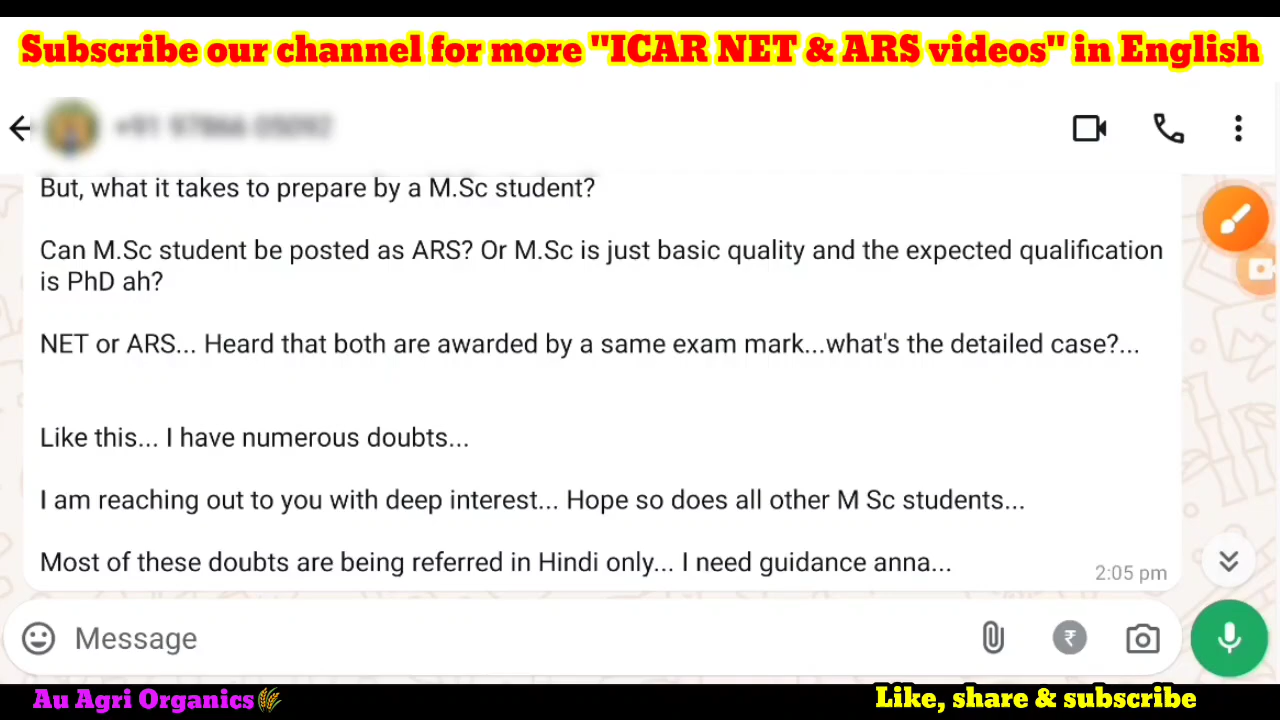 Subscribe our channel for more "ICAR NET & ARS videos" in English
But, what it takes to prepare by a M.Sc student?
Can M.Sc student be posted as ARS? Or M.Sc is just basic quality and the expected qualification
is PhD ah?
NET or ARS... Heard that both are awarded by a same exam mark...what's the detailed case?...
Like this... I have numerous doubts...
I am reaching out to you with deep interest... Hope so does all other M Sc students...
Most of these doubts are being referred in Hindi only... I need guidance anna...
2:05 pm
Message
Au Agri Organics🌾
Like, share & subscribe